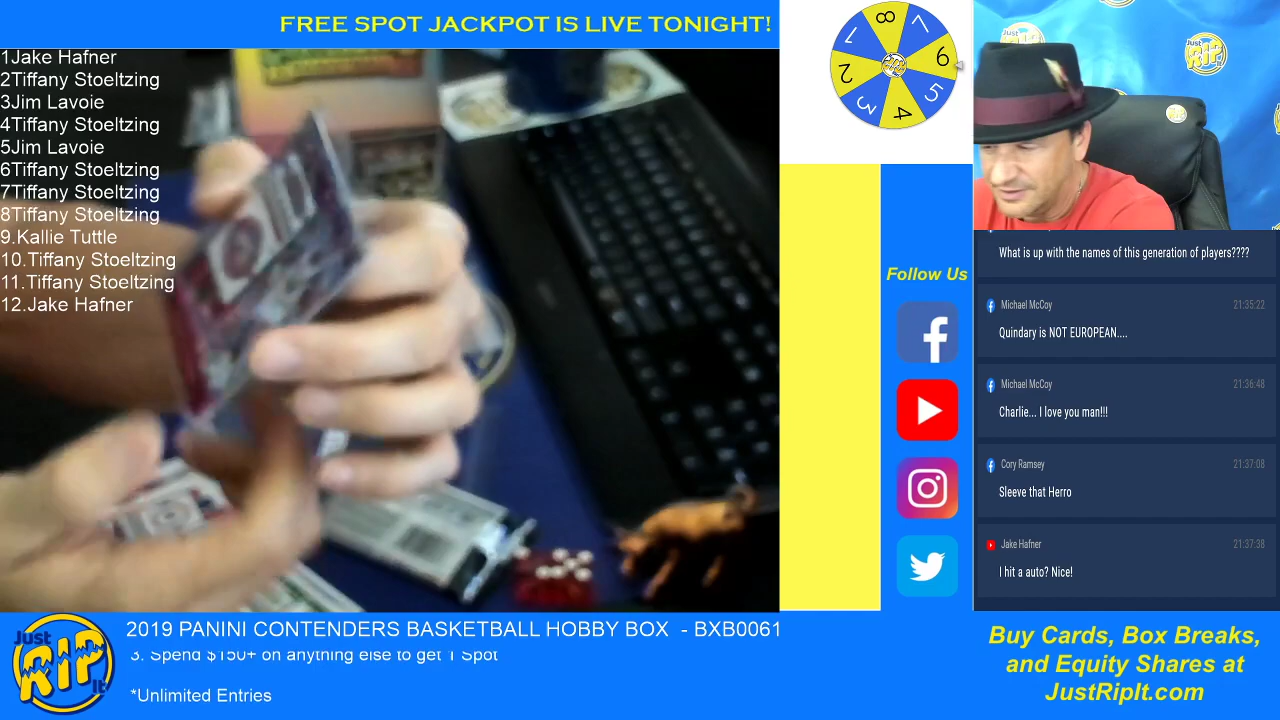 FREE SPOT JACKPOT IS LIVE TONIGHT!
1Jake Hafner
2Tiffany Stoeltzing
3Jim Lavoie
4Tiffany Stoeltzing
5Jim Lavoie
6Tiffany Stoeltzing
7Tiffany Stoeltzing
8Tiffany Stoeltzing
9.Kallie Tuttle
10.Tiffany Stoeltzing
11.Tiffany Stoeltzing
12.Jake Hafner
8
7
6
5
4
3
2
1
Follow Us
What is up with the names of this generation of players????
Michael McCoy 21:35:22
Quindary is NOT EUROPEAN....
Michael McCoy 21:36:48
Charlie... I love you man!!!
Cory Ramsey 21:37:08
Sleeve that Herro
Jake Hafner 21:37:38
I hit a auto? Nice!
Just
RIP
It
2019 PANINI CONTENDERS BASKETBALL HOBBY BOX - BXB0061
3. Spend $150+ on anything else to get 1 Spot
*Unlimited Entries
Buy Cards, Box Breaks,
and Equity Shares at
JustRipIt.com